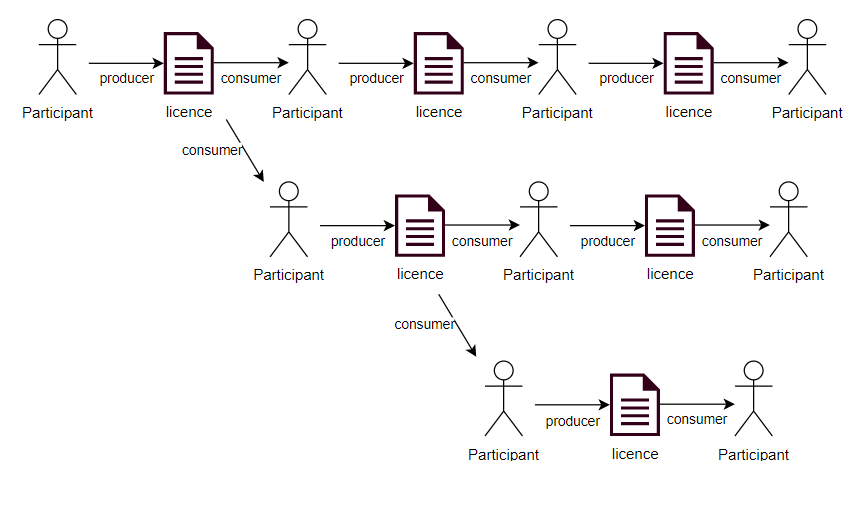 producer consumer producer consumer producer consumer
Participant licence Participant licence Participant licence Participant
consumer
producer consumer producer consumer
Participant licence Participant licence Participant
consumer
producer consumer
Participant licence Participant